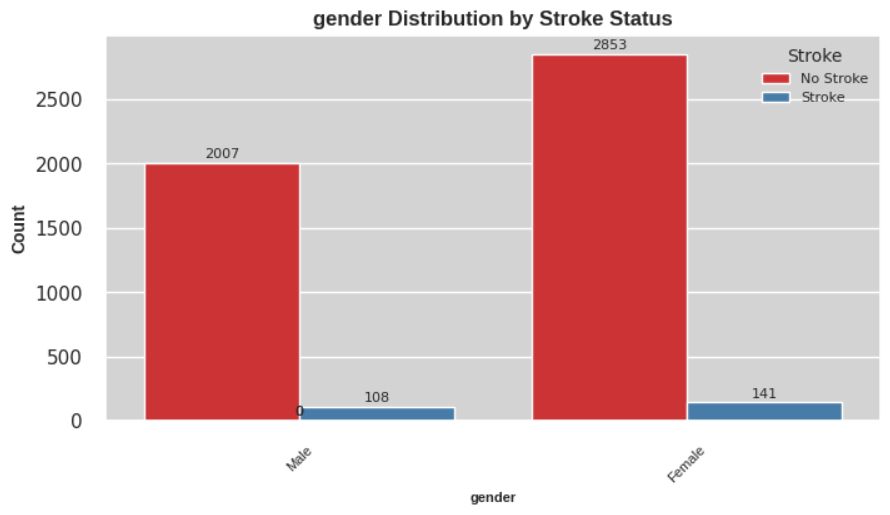 gender Distribution by Stroke Status
2853
Stroke
No Stroke
Stroke
2500
2007
2000
1500
1000
500
141
108
0
0
Count
Male
Female
gender